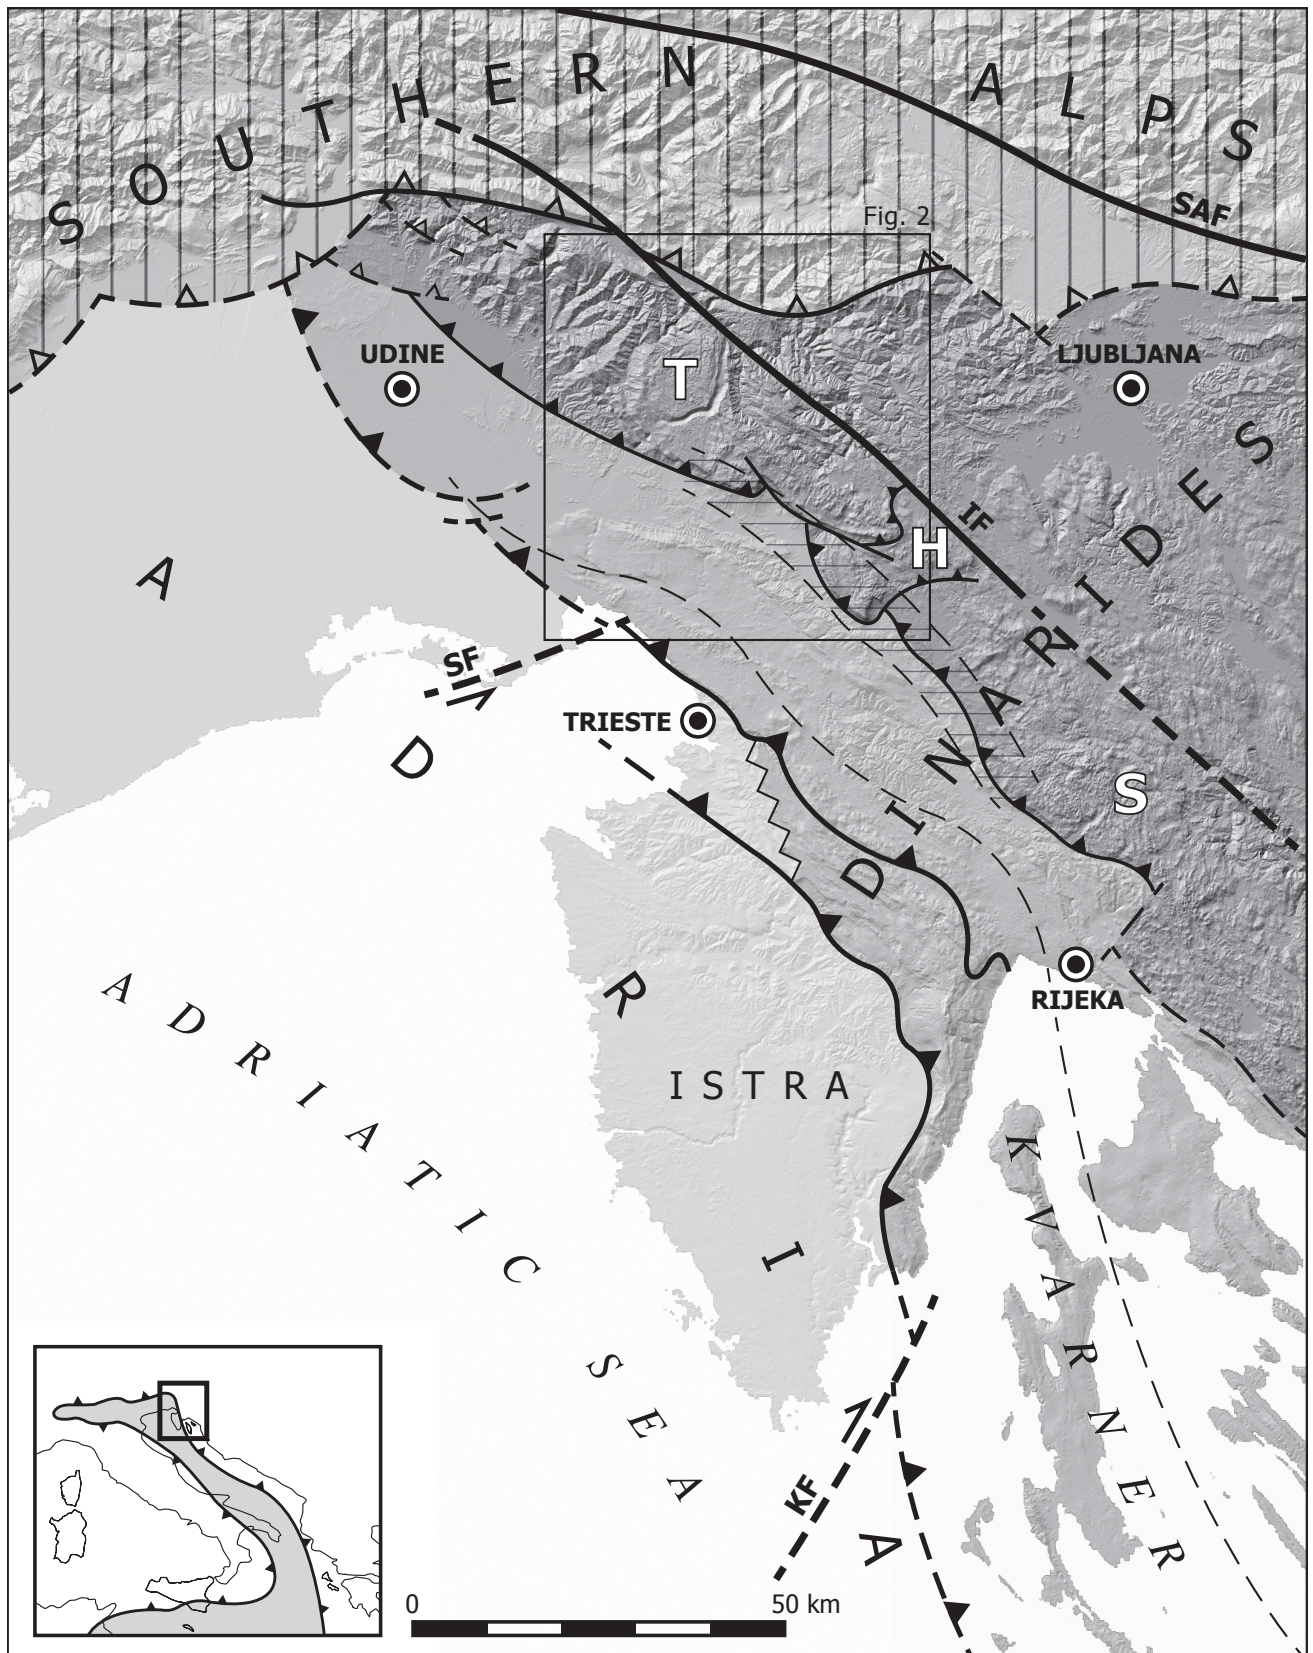 SOUTHERN ALPS
SAF
Fig. 2
UDINE
LJUBLJANA
T
IF
H
DINARIDES
SF
TRIESTE
S
ADRIA
RIJEKA
ISTRA
ADRIATIC SEA
KVARNER
KF
0
50 km